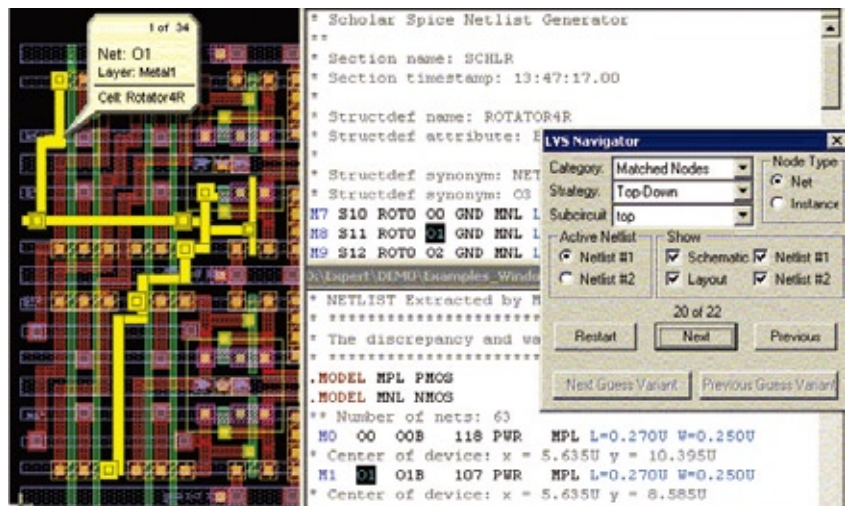 1 of 34
Net: O1
Layer: Metal1
Cell: Rotator4R
* Scholar Spice Netlist Generator
**
* Section name: SCHLR
* Section timestamp: 13:47:17.00
*
* Structdef name: ROTATOR4R
* Structdef attribute:
*
* Structdef synonym: NET
* Structdef synonym: O3
M7 S10 ROTO O0 GND MNL L
M8 S11 ROTO O1 GND MNL L
M9 S12 ROTO O2 GND MNL L
:\Expert\DEMO\Examples_Windo
* NETLIST Extracted by M
* The discrepancy and wa
.MODEL MPL PMOS
.MODEL MNL NMOS
** Number of nets: 63
M0 O0 O0B 118 PWR MPL L=0.270U W=0.250U
* Center of device: x = 5.635U y = 10.395U
M1 O1 O1B 107 PWR MPL L=0.270U W=0.250U
* Center of device: x = 5.635U y = 8.585U
LVS Navigator
Category: Matched Nodes
Strategy: Top-Down
Subcircuit top
Node Type
Net
Instance
Active Netlist
Netlist #1
Netlist #2
Show
Schematic Netlist #1
Layout Netlist #2
20 of 22
Restart Next Previous
Next Guess Variant Previous Guess Variant